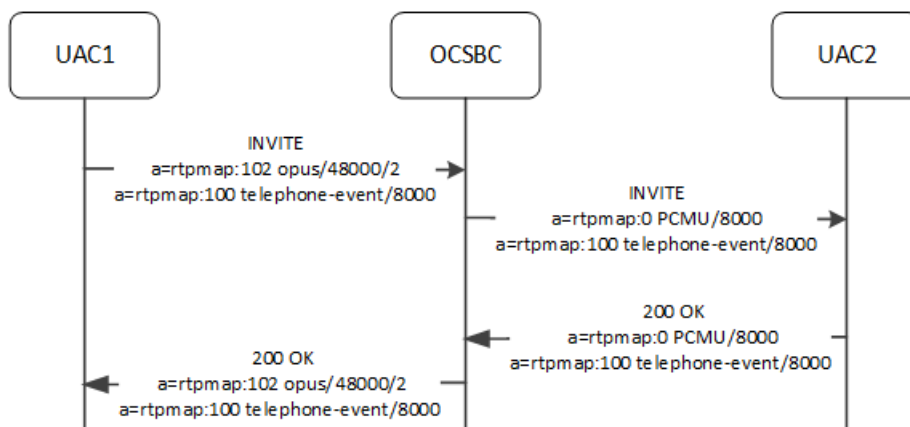 UAC1
OCSBC
UAC2
INVITE
a=rtpmap:102 opus/48000/2
a=rtpmap:100 telephone-event/8000
INVITE
a=rtpmap:0 PCMU/8000
a=rtpmap:100 telephone-event/8000
200 OK
a=rtpmap:0 PCMU/8000
a=rtpmap:100 telephone-event/8000
200 OK
a=rtpmap:102 opus/48000/2
a=rtpmap:100 telephone-event/8000